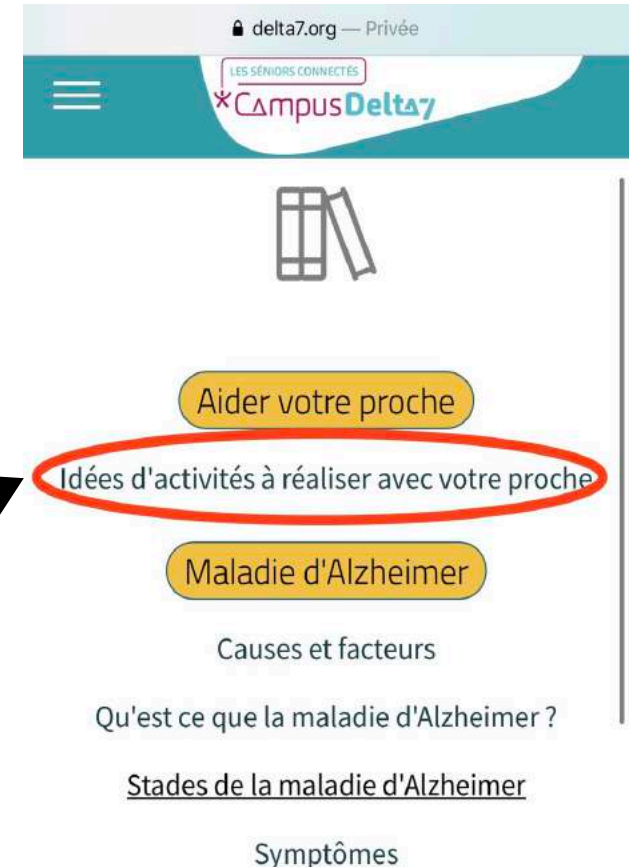 delta7.org — Privée
LES SÉNIORS CONNECTÉS
CAmpusDeltA7
Aider votre proche
Idées d'activités à réaliser avec votre proche
Maladie d'Alzheimer
Causes et facteurs
Qu'est ce que la maladie d'Alzheimer ?
Stades de la maladie d'Alzheimer
Symptômes